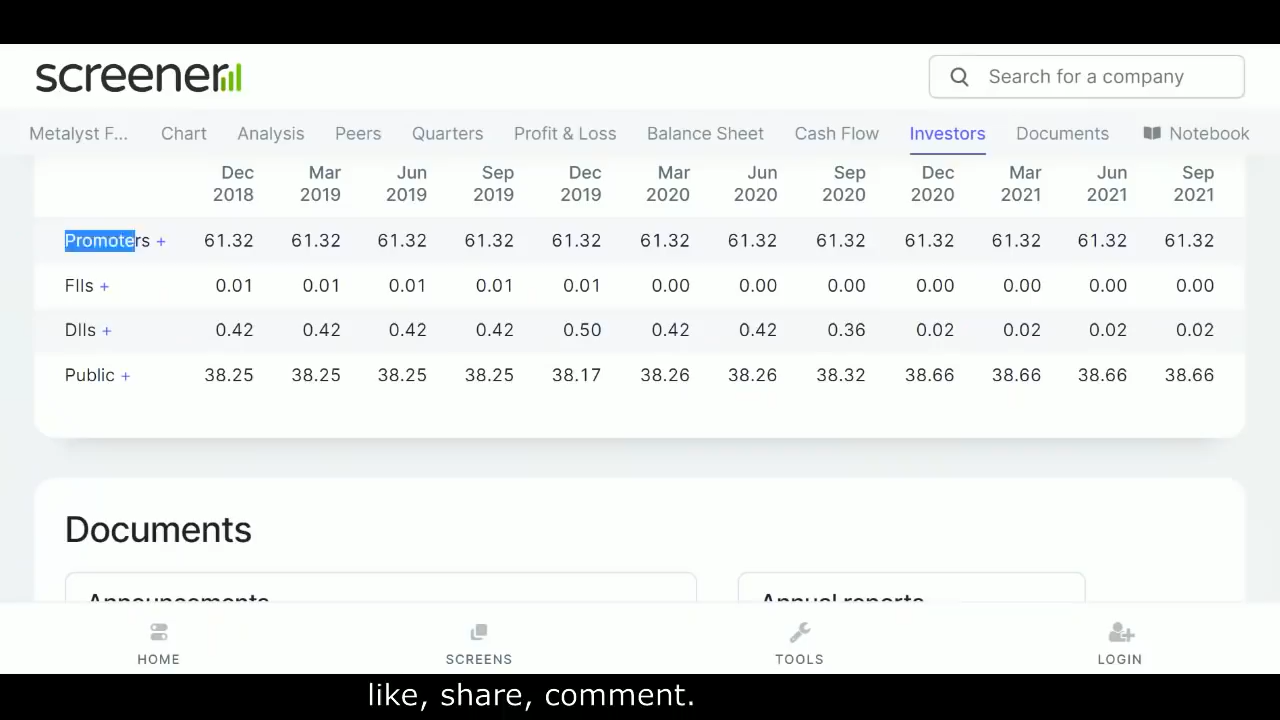 screener
Search for a company
Metalyst F... Chart Analysis Peers Quarters Profit & Loss Balance Sheet Cash Flow Investors Documents Notebook
Dec Mar Jun Sep Dec Mar Jun Sep Dec Mar Jun Sep
2018 2019 2019 2019 2019 2020 2020 2020 2020 2021 2021 2021
Promoters + 61.32 61.32 61.32 61.32 61.32 61.32 61.32 61.32 61.32 61.32 61.32 61.32
FIIs + 0.01 0.01 0.01 0.01 0.01 0.00 0.00 0.00 0.00 0.00 0.00 0.00
DIIs + 0.42 0.42 0.42 0.42 0.50 0.42 0.42 0.36 0.02 0.02 0.02 0.02
Public + 38.25 38.25 38.25 38.25 38.17 38.26 38.26 38.32 38.66 38.66 38.66 38.66
Documents
Announcements Annual reports
HOME SCREENS TOOLS LOGIN
like, share, comment.